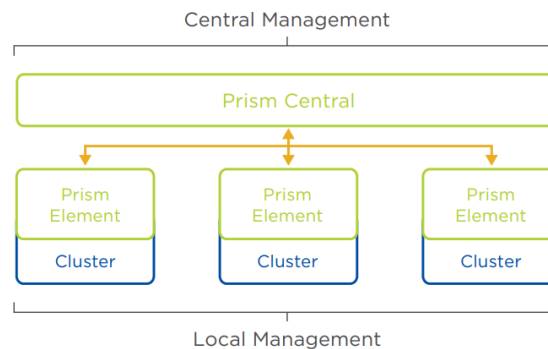 Central Management
Prism Central
Prism
Element
Prism
Element
Prism
Element
Cluster
Cluster
Cluster
Local Management